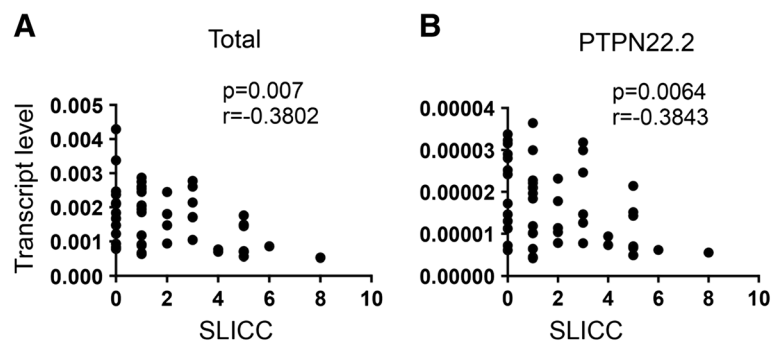 A
Total
p=0.007
r=-0.3802
Transcript level
0.005
0.004
0.003
0.002
0.001
0.000
0 2 4 6 8 10
SLICC
B
PTPN22.2
p=0.0064
r=-0.3843
0.00004
0.00003
0.00002
0.00001
0.00000
0 2 4 6 8 10
SLICC